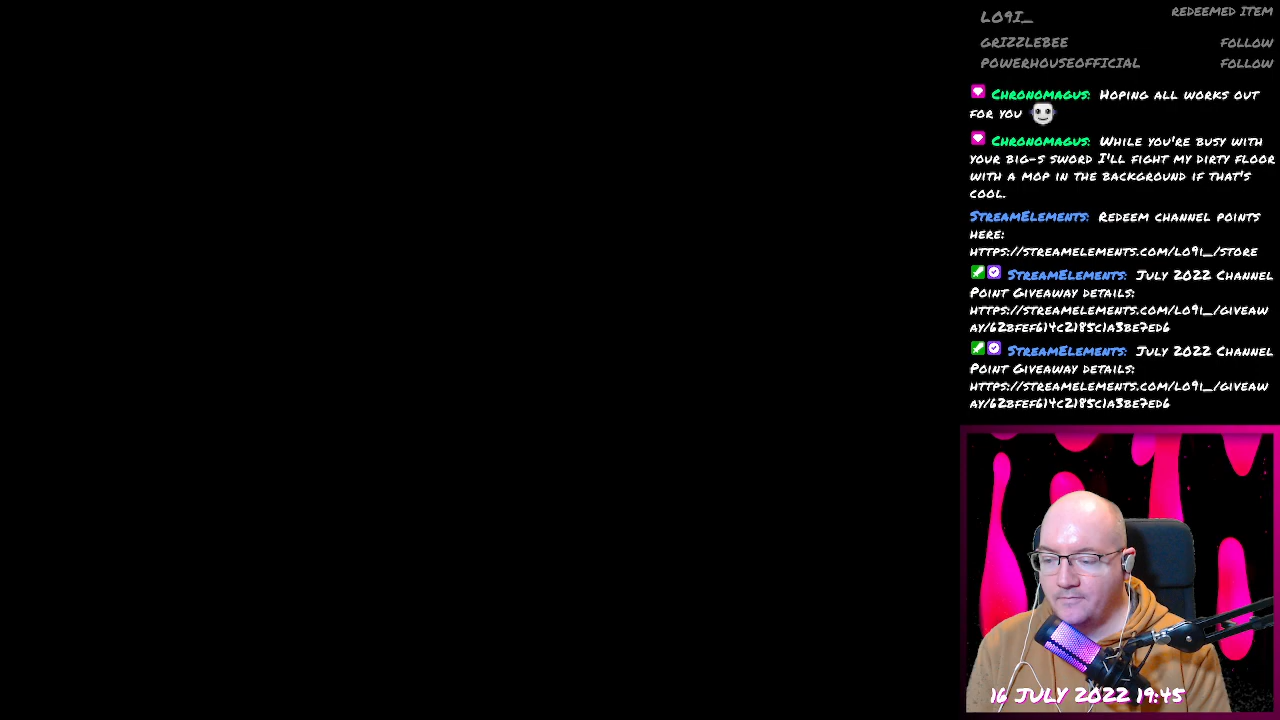 LO9I_ REDEEMED ITEM
GRIZZLEBEE FOLLOW
POWERHOUSEOFFICIAL FOLLOW
CHRONOMAGUS: HOPING ALL WORKS OUT
FOR YOU
CHRONOMAGUS: WHILE YOU'RE BUSY WITH
YOUR BIG-S SWORD I'LL FIGHT MY DIRTY FLOOR
WITH A MOP IN THE BACKGROUND IF THAT'S
COOL.
STREAMELEMENTS: REDEEM CHANNEL POINTS
HERE:
HTTPS://STREAMELEMENTS.COM/LO9I_/STORE
STREAMELEMENTS: JULY 2022 CHANNEL
POINT GIVEAWAY DETAILS:
HTTPS://STREAMELEMENTS.COM/LO9I_/GIVEAW
AY/62BFEF614C2185C1A3BE7ED6
STREAMELEMENTS: JULY 2022 CHANNEL
POINT GIVEAWAY DETAILS:
HTTPS://STREAMELEMENTS.COM/LO9I_/GIVEAW
AY/62BFEF614C2185C1A3BE7ED6
16 JULY 2022 19:45